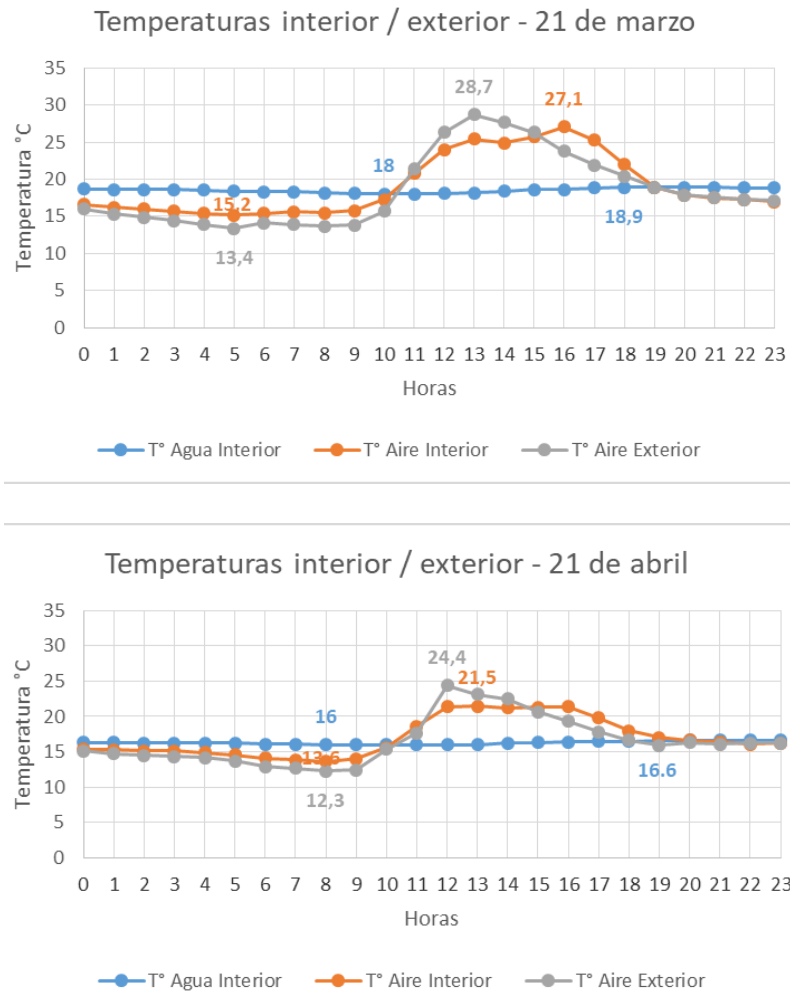 Temperaturas interior / exterior - 21 de marzo
35
30
25
20
15
10
5
0
Temperatura °C
28,7
27,1
18
15,2
13,4
18,9
0 1 2 3 4 5 6 7 8 9 10 11 12 13 14 15 16 17 18 19 20 21 22 23
Horas
T° Agua Interior T° Aire Interior T° Aire Exterior
Temperaturas interior / exterior - 21 de abril
35
30
25
20
15
10
5
0
Temperatura °C
24,4
21,5
16
13,6
12,3
16.6
0 1 2 3 4 5 6 7 8 9 10 11 12 13 14 15 16 17 18 19 20 21 22 23
Horas
T° Agua Interior T° Aire Interior T° Aire Exterior